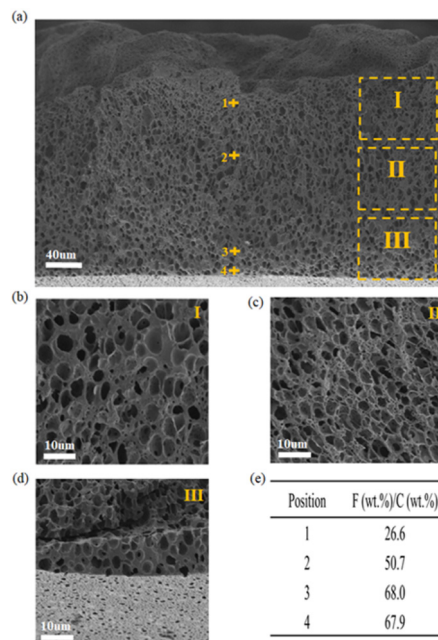 (a)
I
1
2
II
3
III
4
40um
(b)
I
(c)
II
10um
10um
(d)
III
(e)
Position F (wt.%)/C (wt.%)
1 26.6
2 50.7
3 68.0
4 67.9
10um